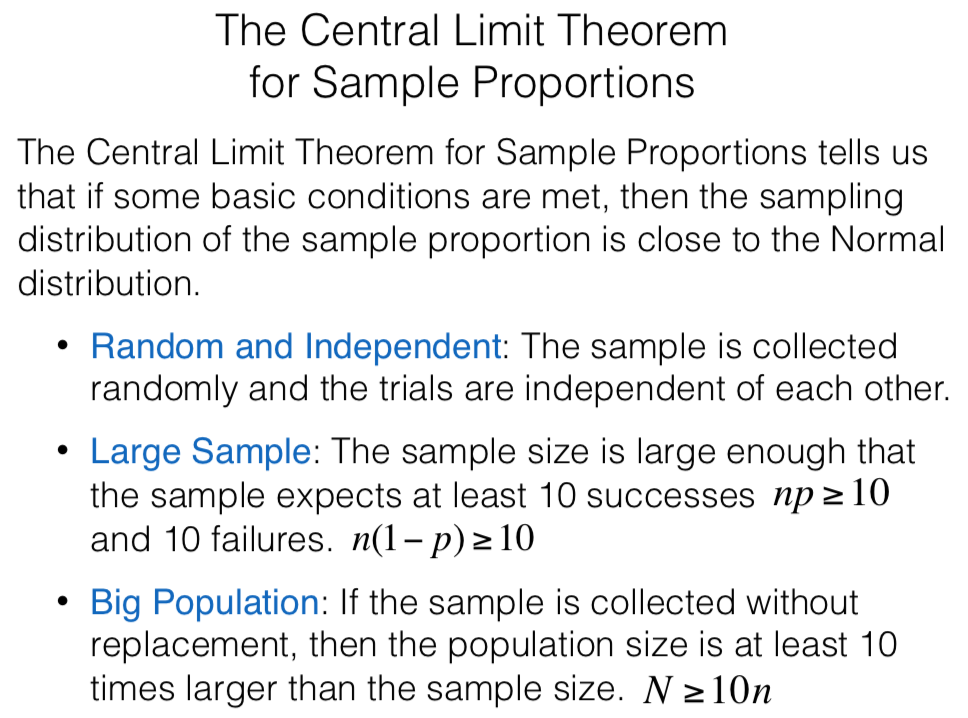 The Central Limit Theorem
for Sample Proportions
The Central Limit Theorem for Sample Proportions tells us
that if some basic conditions are met, then the sampling
distribution of the sample proportion is close to the Normal
distribution.
• Random and Independent: The sample is collected
randomly and the trials are independent of each other.
• Large Sample: The sample size is large enough that
the sample expects at least 10 successes np ≥ 10
and 10 failures. n(1 − p) ≥ 10
• Big Population: If the sample is collected without
replacement, then the population size is at least 10
times larger than the sample size. N ≥ 10n